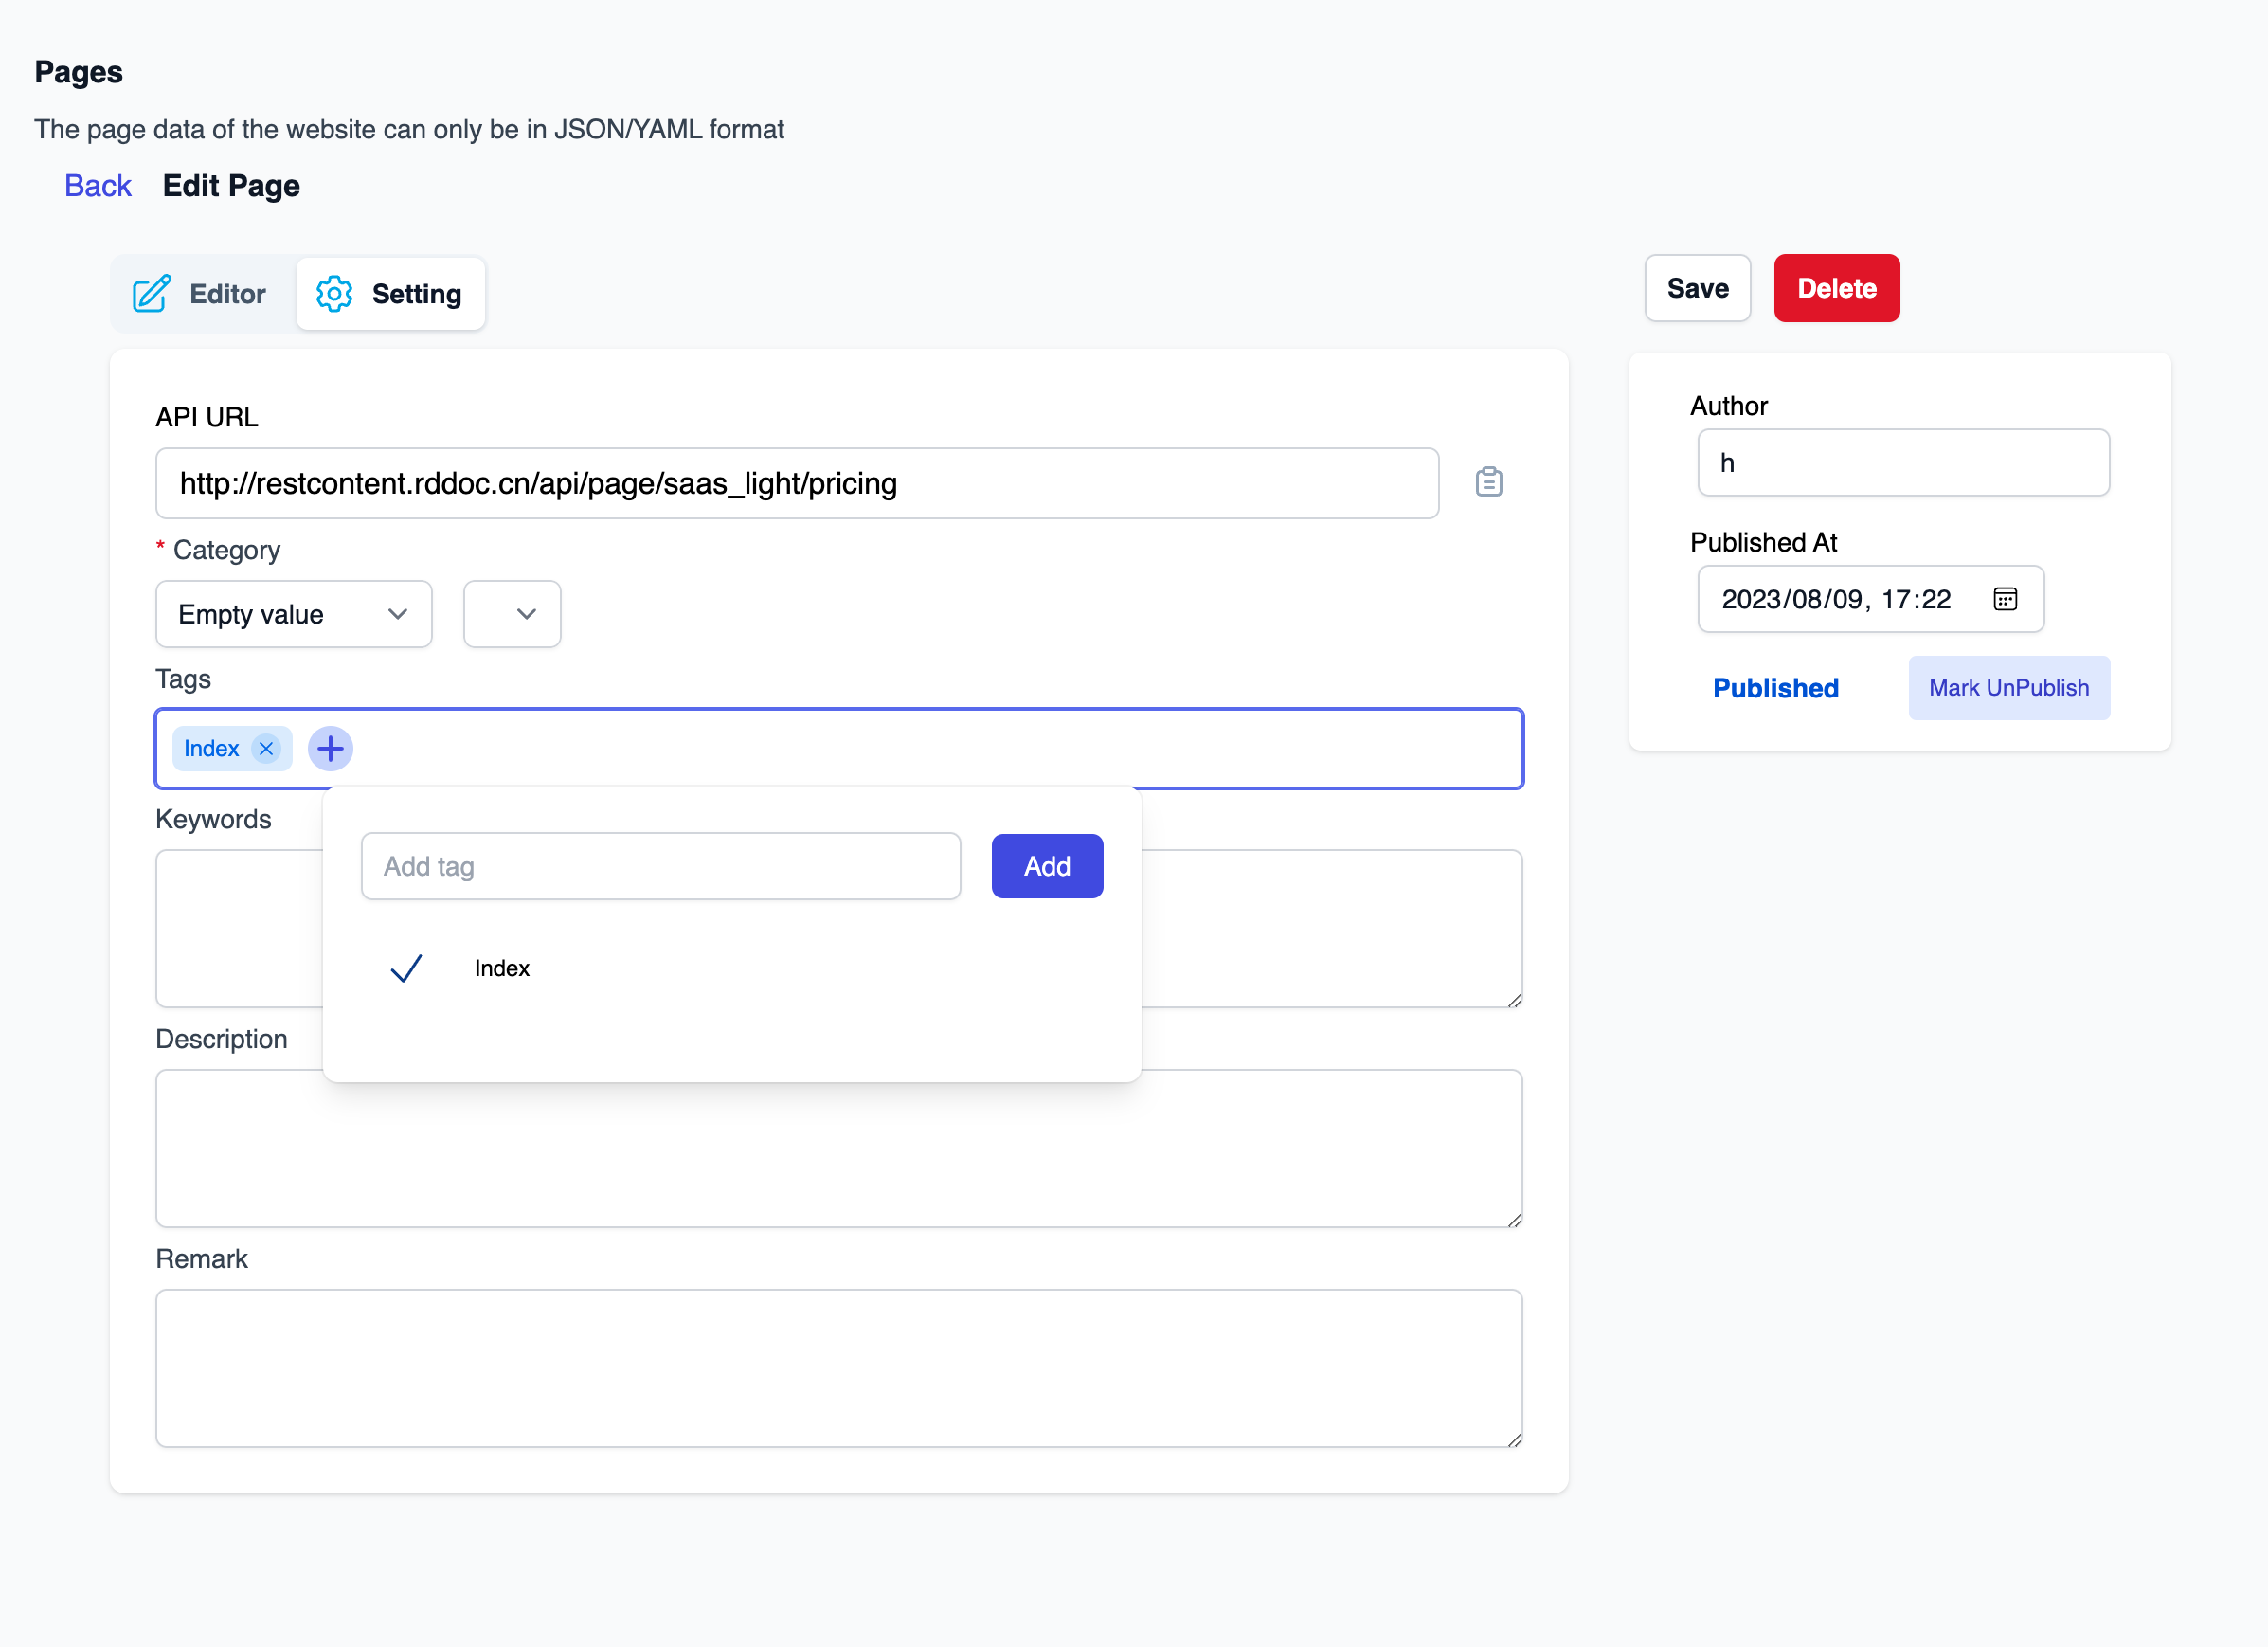 Pages
The page data of the website can only be in JSON/YAML format
Back Edit Page
Editor Setting
Save Delete
API URL
http://restcontent.rddoc.cn/api/page/saas_light/pricing
* Category
Empty value
Tags
Index
Keywords
Add tag Add
Index
Description
Remark
Author
h
Published At
2023/08/09, 17:22
Published Mark UnPublish